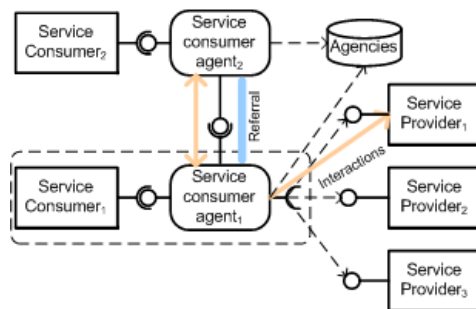 Service
Consumer₂
Service
consumer
agent₂
Agencies
Referral
Service
Provider₁
Interactions
Service
Consumer₁
Service
consumer
agent₁
Service
Provider₂
Service
Provider₃